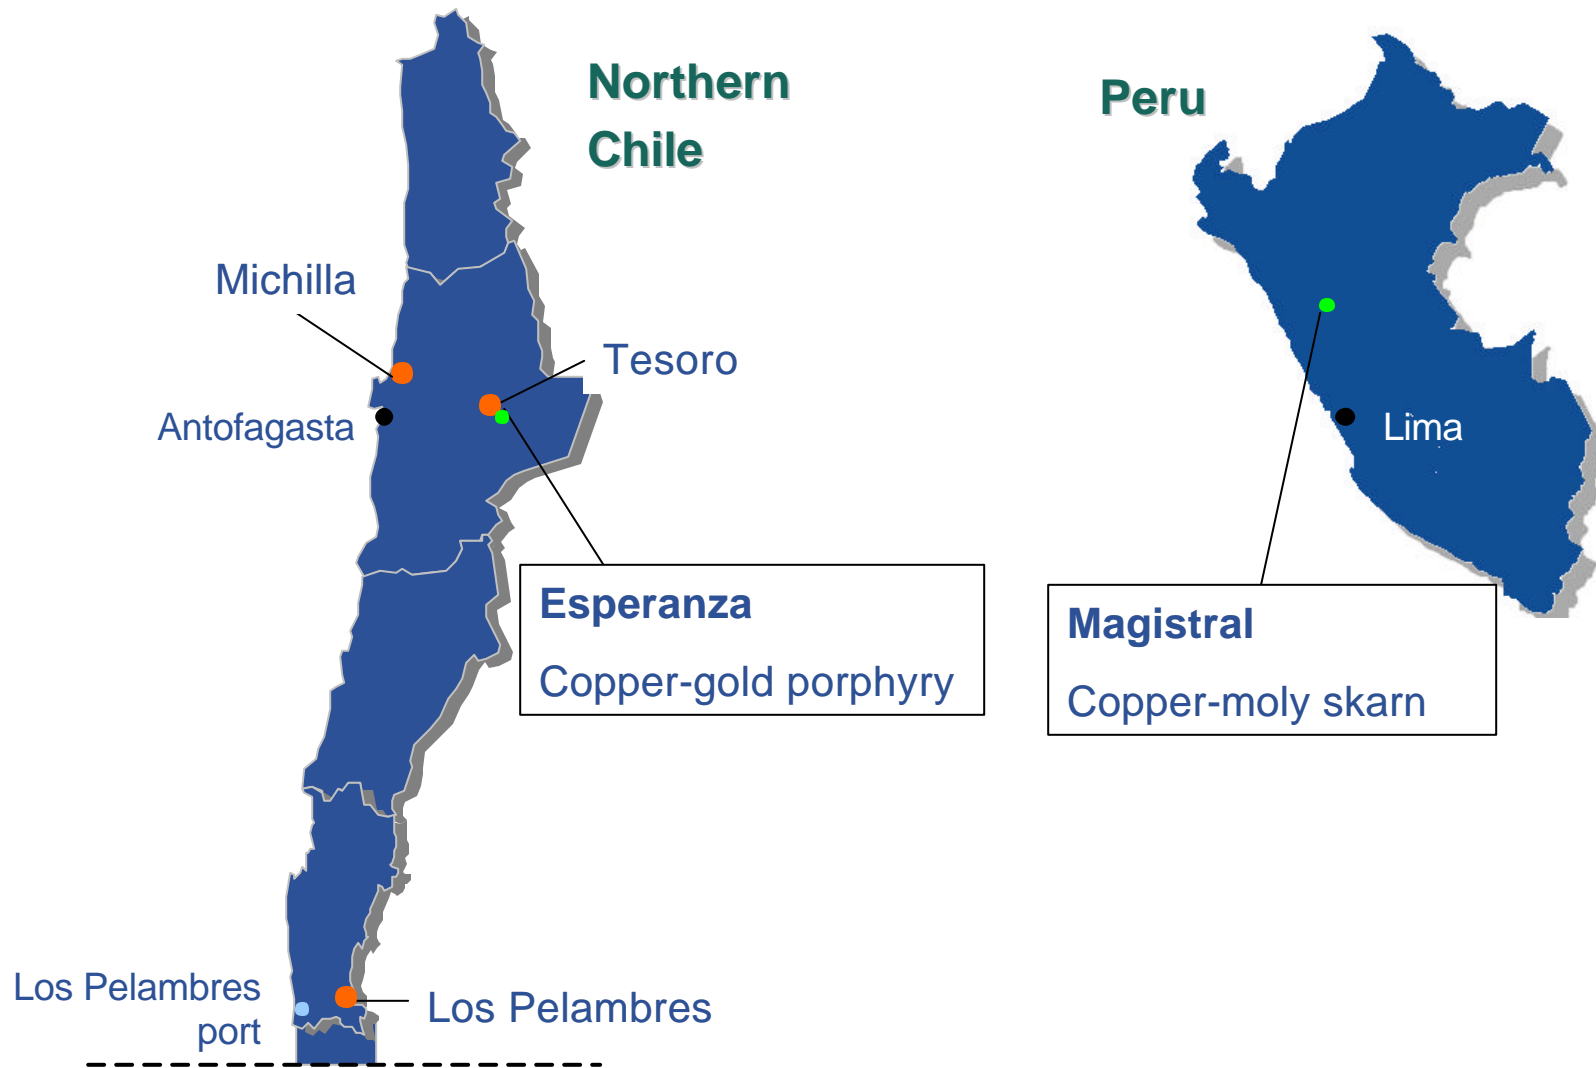 Northern
Chile
Peru
Michilla
Tesoro
Antofagasta
Lima
Esperanza
Copper-gold porphyry
Magistral
Copper-moly skarn
Los Pelambres
port
Los Pelambres